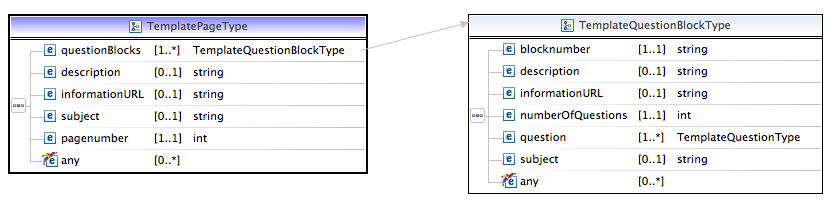 TemplatePageType
questionBlocks [1..*] TemplateQuestionBlockType
description [0..1] string
informationURL [0..1] string
subject [0..1] string
pagenumber [1..1] int
any [0..*]
TemplateQuestionBlockType
blocknumber [1..1] string
description [0..1] string
informationURL [0..1] string
numberOfQuestions [1..1] int
question [1..*] TemplateQuestionType
subject [0..1] string
any [0..*]